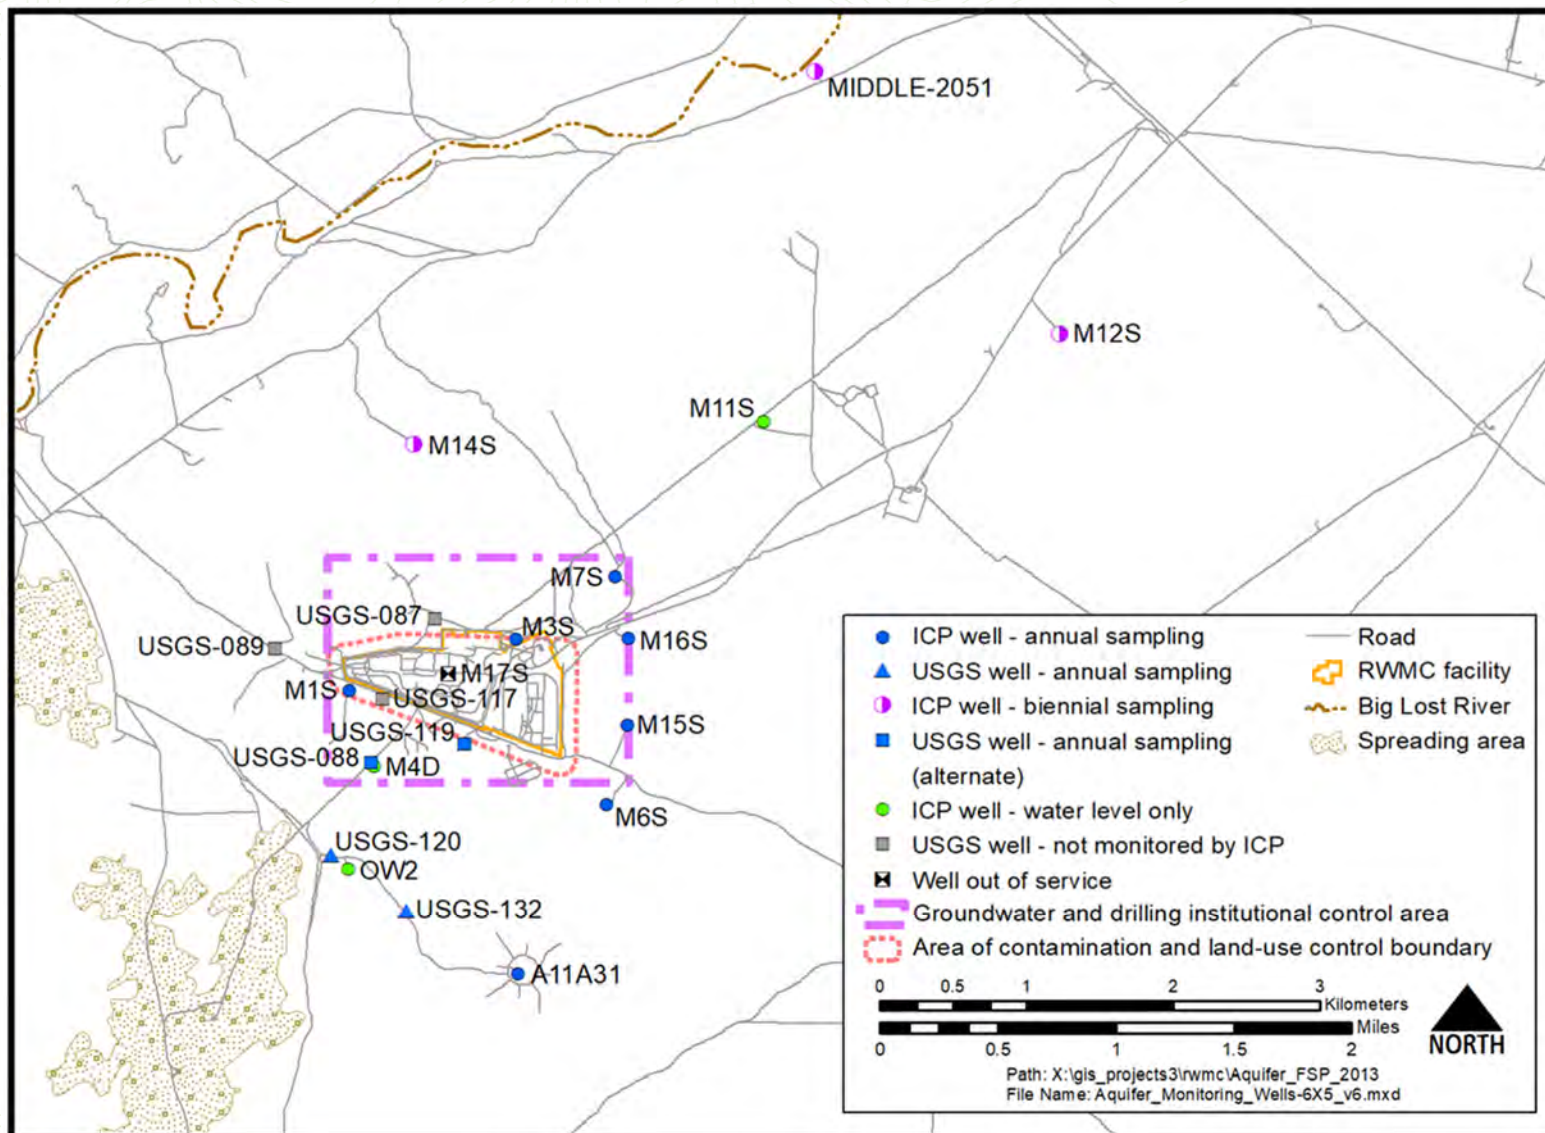 MIDDLE-2051
M12S
M11S
M14S
M7S
USGS-087
M3S
M16S
USGS-089
M17S
M1S
USGS-117
M15S
USGS-119
USGS-088
M4D
M6S
USGS-120
OW2
USGS-132
A11A31
ICP well - annual sampling
USGS well - annual sampling
ICP well - biennial sampling
USGS well - annual sampling
(alternate)
ICP well - water level only
USGS well - not monitored by ICP
Well out of service
Groundwater and drilling institutional control area
Area of contamination and land-use control boundary
Road
RWMC facility
Big Lost River
Spreading area
0 0.5 1 2 3
Kilometers
Miles
0 0.5 1 1.5 2
NORTH
Path: X:\gis_projects3\rwmc\Aquifer_FSP_2013
File Name: Aquifer_Monitoring_Wells-6X5_v6.mxd